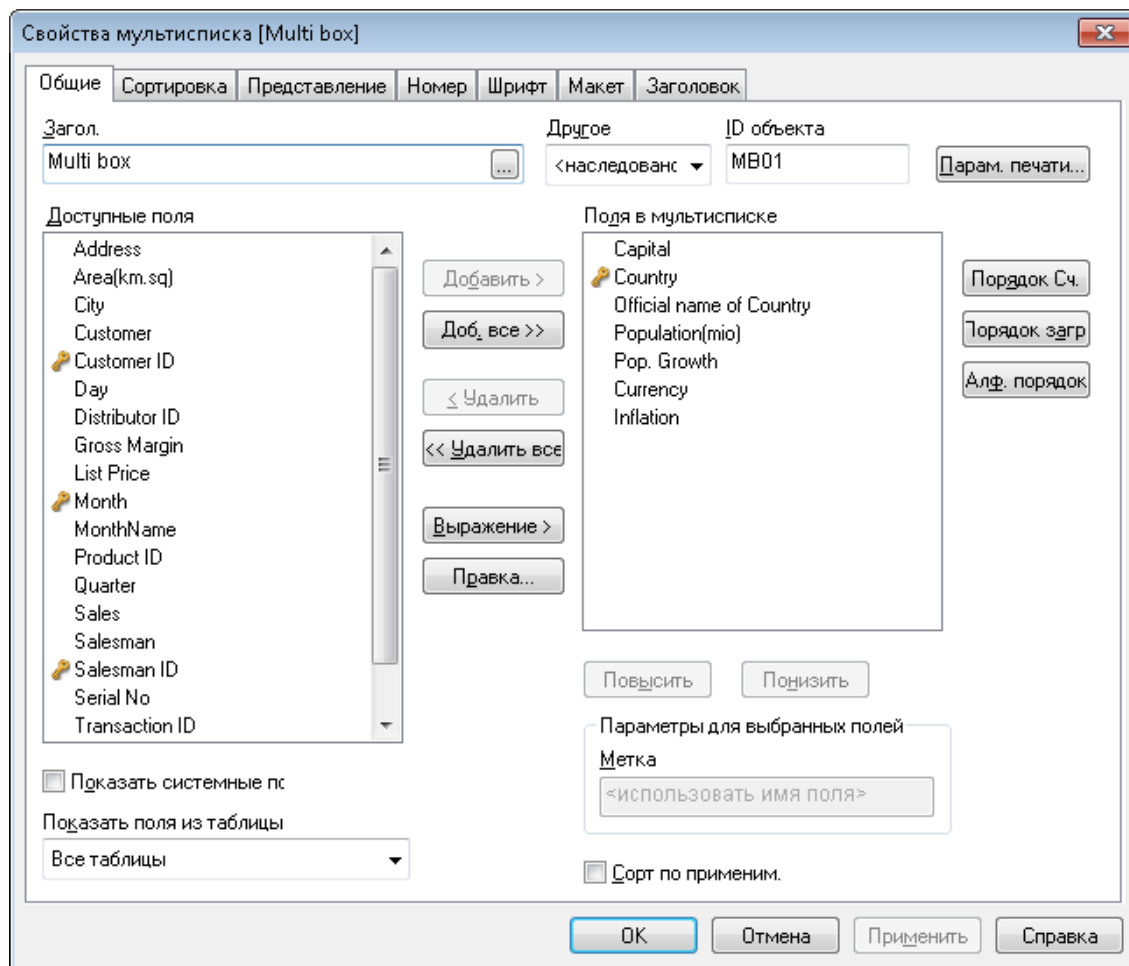 Свойства мультисписка [Multi box]
Общие Сортировка Представление Номер Шрифт Макет Заголовок
Загол. Другое ID объекта
Multi box ... <наследованс MB01 Парам. печати...
Доступные поля Поля в мультисписке
Address
Area(km.sq)
City
Customer
Customer ID
Day
Distributor ID
Gross Margin
List Price
Month
MonthName
Product ID
Quarter
Sales
Salesman
Salesman ID
Serial No
Transaction ID
Добавить >
Доб. все >>
< Удалить
<< Удалить все
Выражение >
Правка...
Capital
Country
Official name of Country
Population(mio)
Pop. Growth
Currency
Inflation
Порядок Сч.
Порядок загр
Алф. порядок
Повысить Понизить
Параметры для выбранных полей
Метка
<использовать имя поля>
Показать системные пс
Показать поля из таблицы
Все таблицы
Сорт по применим.
OK Отмена Применить Справка